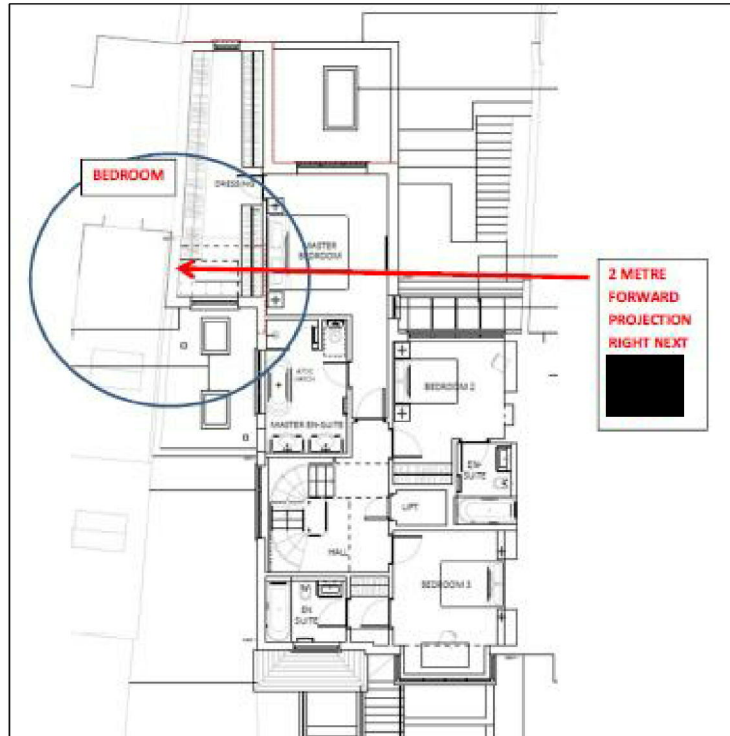 BEDROOM
DRESSING
MASTER
BEDROOM
2 METRE
FORWARD
PROJECTION
RIGHT NEXT
ATTIC
HATCH
BEDROOM 2
MASTER EN-SUITE
EN-
SUITE
LIFT
HALL
BEDROOM 3
EN
SUITE